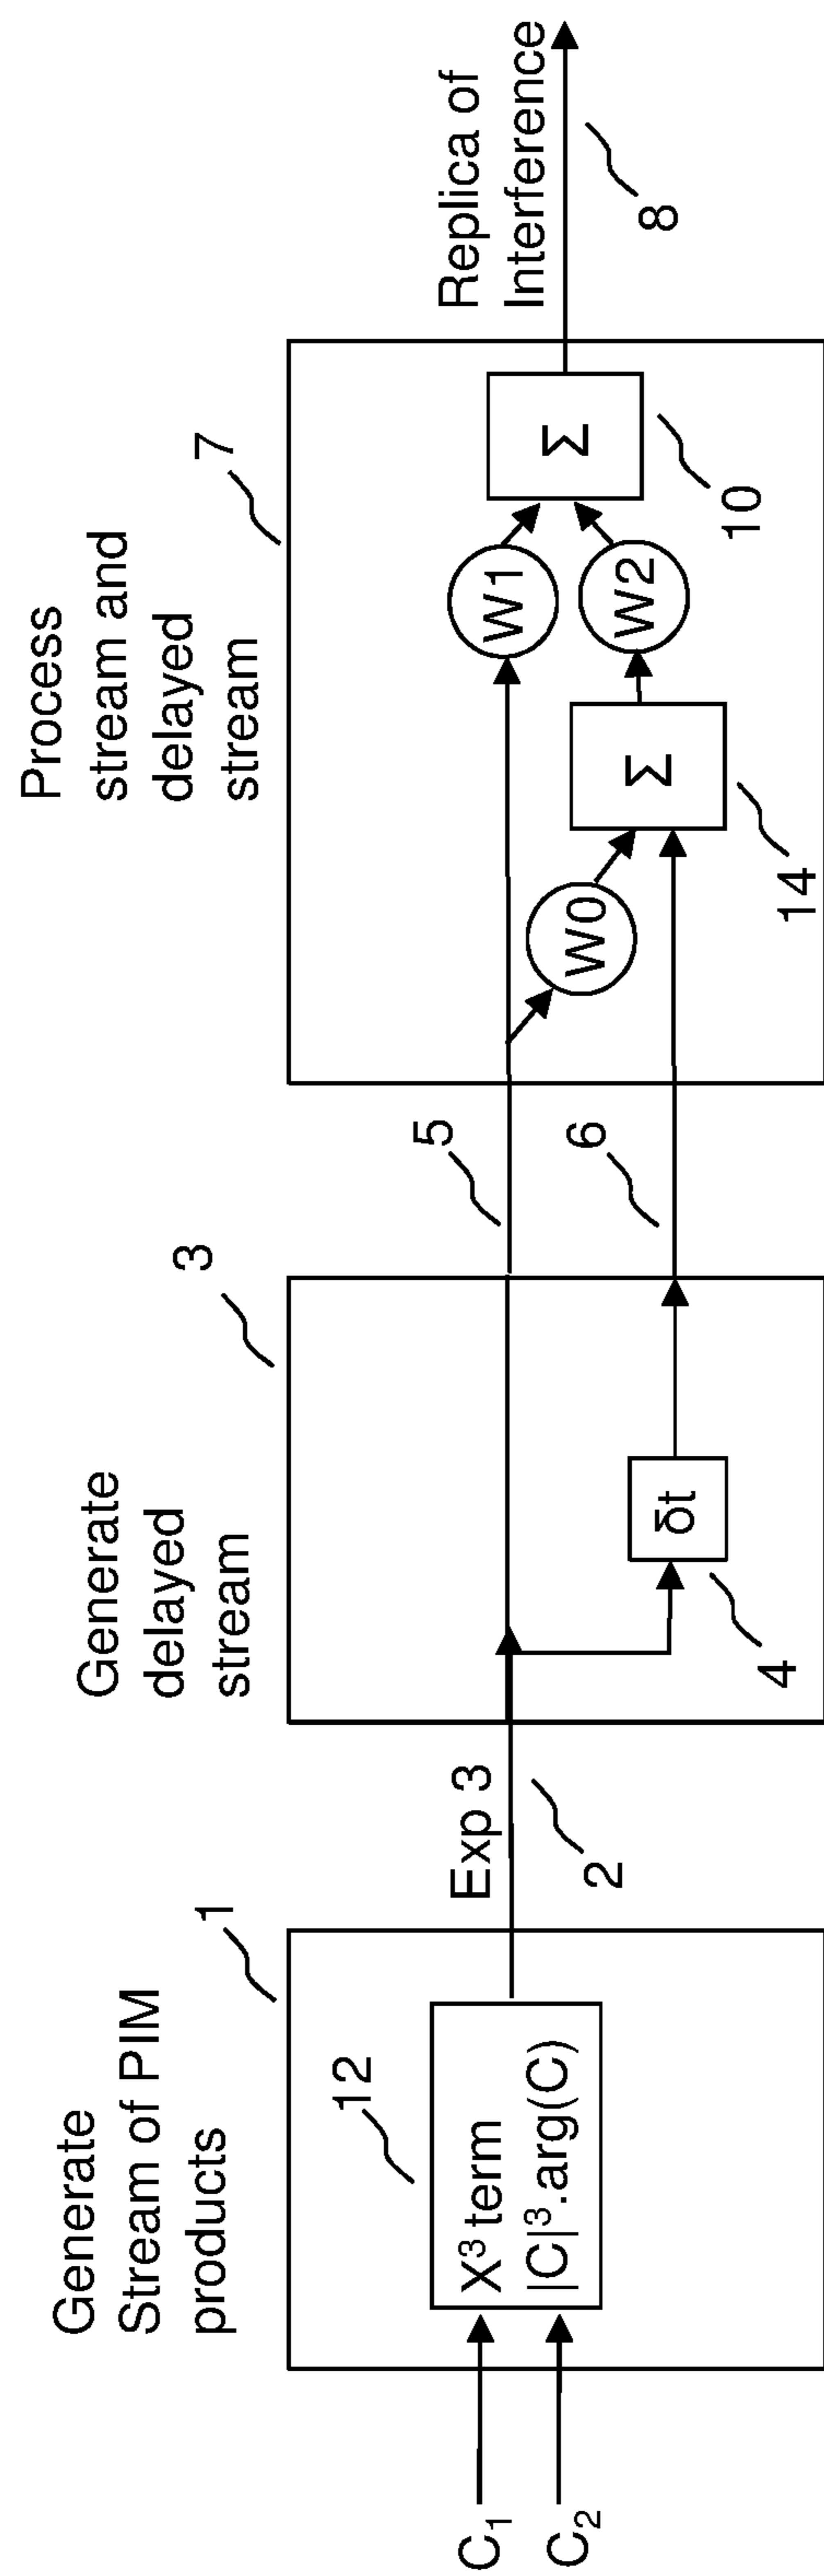 Generate
Stream of PIM
products
1
12
X³ term
|C|³.arg(C)
C₁
C₂
Exp 3
2
Generate
delayed
stream
3
δt
4
5
6
Process
stream and
delayed
stream
7
W0
Σ
14
W1
W2
Σ
10
Replica of
Interference
8